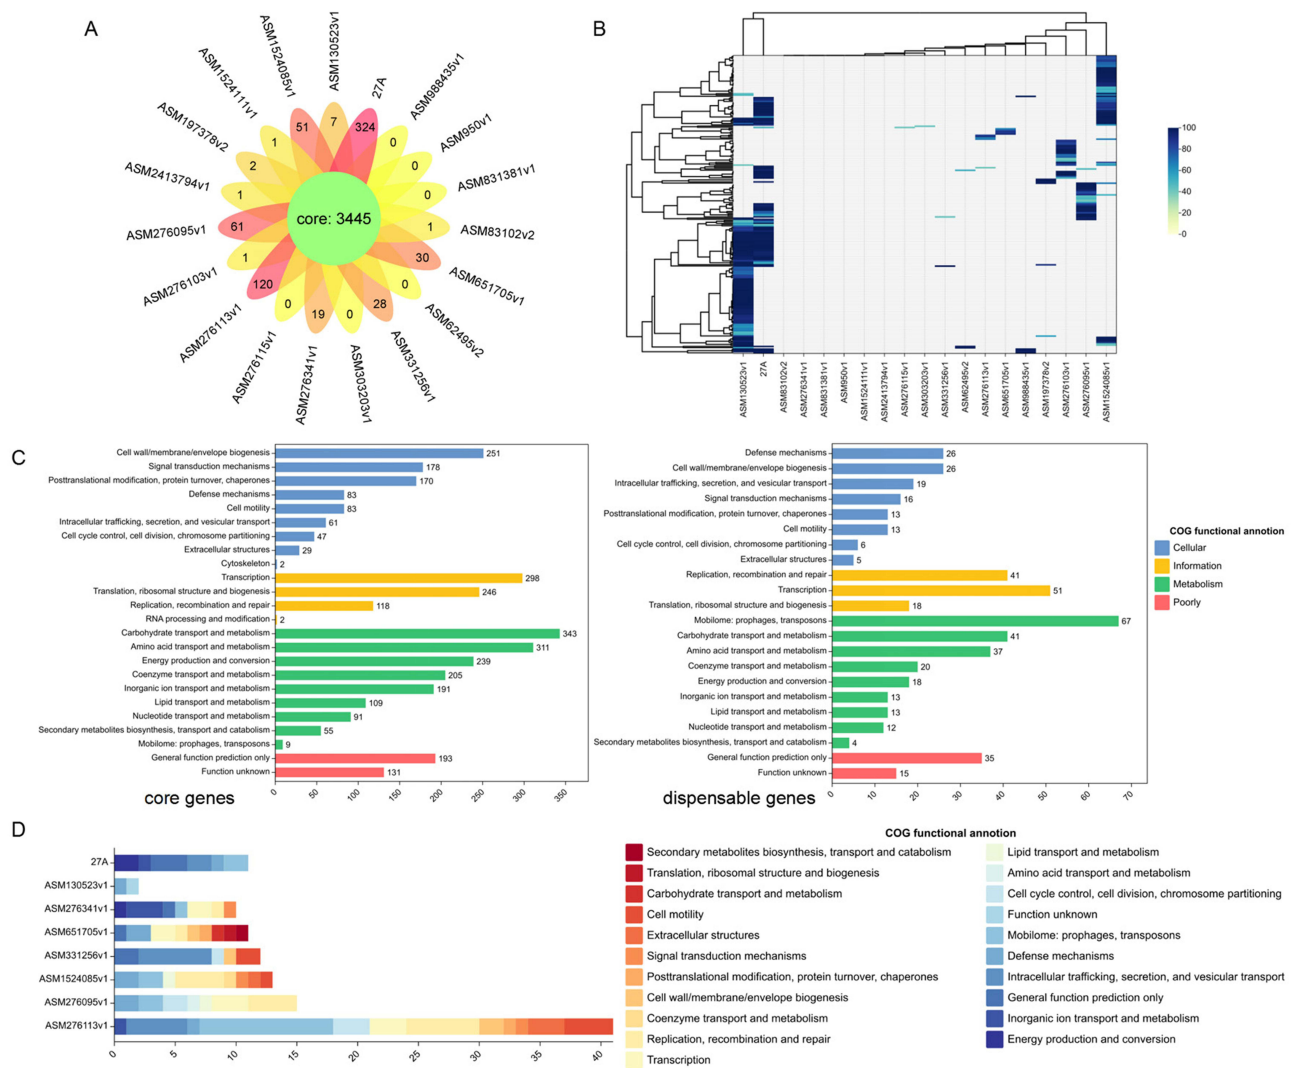 A
ASM130523v1
27A
ASM988435v1
ASM950v1
ASM831381v1
ASM83102v2
ASM651705v1
ASM62495v2
ASM331256v1
ASM303203v1
ASM276341v1
ASM276115v1
ASM276113v1
ASM276103v1
ASM276095v1
ASM2413794v1
ASM197378v2
ASM1524111v1
ASM1524085v1
7
324
0
0
0
1
30
0
28
0
19
0
120
1
61
1
2
1
51
core: 3445
B
100
80
60
40
20
0
ASM130523v1
27A
ASM83102v2
ASM276341v1
ASM831381v1
ASM950v1
ASM1524111v1
ASM2413794v1
ASM276115v1
ASM303203v1
ASM331256v1
ASM62495v2
ASM276113v1
ASM651705v1
ASM988435v1
ASM197378v2
ASM276103v1
ASM276095v1
ASM1524085v1
C
Cell wall/membrane/envelope biogenesis 251
Signal transduction mechanisms 178
Posttranslational modification, protein turnover, chaperones 170
Defense mechanisms 83
Cell motility 83
Intracellular trafficking, secretion, and vesicular transport 61
Cell cycle control, cell division, chromosome partitioning 47
Extracellular structures 29
Cytoskeleton 2
Transcription 298
Translation, ribosomal structure and biogenesis 246
Replication, recombination and repair 118
RNA processing and modification 2
Carbohydrate transport and metabolism 343
Amino acid transport and metabolism 311
Energy production and conversion 239
Coenzyme transport and metabolism 205
Inorganic ion transport and metabolism 191
Lipid transport and metabolism 109
Nucleotide transport and metabolism 91
Secondary metabolites biosynthesis, transport and catabolism 55
Mobilome: prophages, transposons 9
General function prediction only 193
Function unknown 131
0 50 100 150 200 250 300 350
core genes
Defense mechanisms 26
Cell wall/membrane/envelope biogenesis 26
Intracellular trafficking, secretion, and vesicular transport 19
Signal transduction mechanisms 16
Posttranslational modification, protein turnover, chaperones 13
Cell motility 13
Cell cycle control, cell division, chromosome partitioning 6
Extracellular structures 5
Replication, recombination and repair 41
Transcription 51
Translation, ribosomal structure and biogenesis 18
Mobilome: prophages, transposons 67
Carbohydrate transport and metabolism 41
Amino acid transport and metabolism 37
Coenzyme transport and metabolism 20
Energy production and conversion 18
Inorganic ion transport and metabolism 13
Lipid transport and metabolism 13
Nucleotide transport and metabolism 12
Secondary metabolites biosynthesis, transport and catabolism 4
General function prediction only 35
Function unknown 15
0 10 20 30 40 50 60 70
dispensable genes
COG functional annotion
Cellular
Information
Metabolism
Poorly
D
27A
ASM130523v1
ASM276341v1
ASM651705v1
ASM331256v1
ASM1524085v1
ASM276095v1
ASM276113v1
0 5 10 15 20 25 30 35 40
COG functional annotion
Secondary metabolites biosynthesis, transport and catabolism
Translation, ribosomal structure and biogenesis
Carbohydrate transport and metabolism
Cell motility
Extracellular structures
Signal transduction mechanisms
Posttranslational modification, protein turnover, chaperones
Cell wall/membrane/envelope biogenesis
Coenzyme transport and metabolism
Replication, recombination and repair
Transcription
Lipid transport and metabolism
Amino acid transport and metabolism
Cell cycle control, cell division, chromosome partitioning
Function unknown
Mobilome: prophages, transposons
Defense mechanisms
Intracellular trafficking, secretion, and vesicular transport
General function prediction only
Inorganic ion transport and metabolism
Energy production and conversion